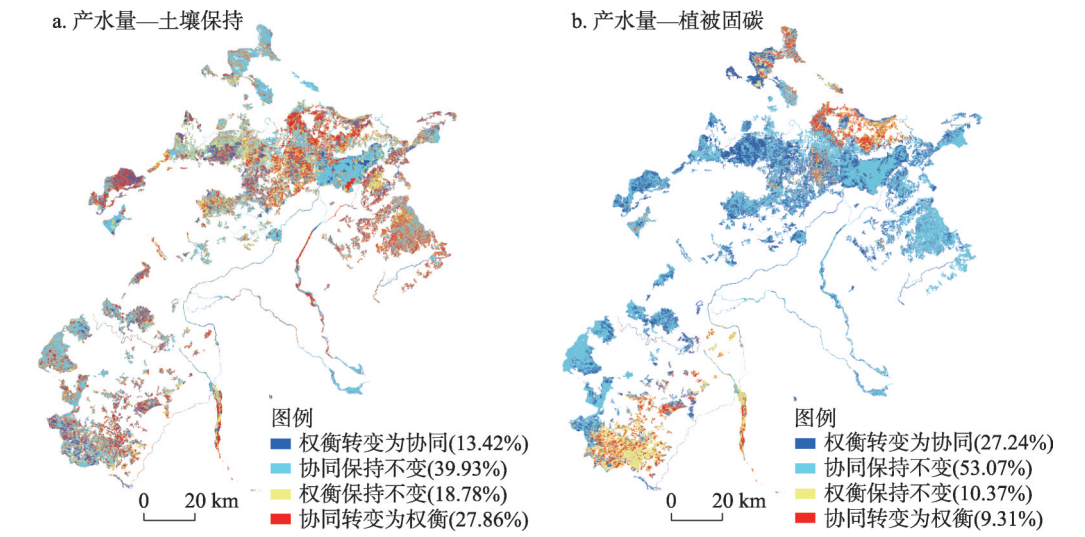 a. 产水量—土壤保持
图例
权衡转变为协同(13.42%)
协同保持不变(39.93%)
权衡保持不变(18.78%)
协同转变为权衡(27.86%)
0 20 km
b. 产水量—植被固碳
图例
权衡转变为协同(27.24%)
协同保持不变(53.07%)
权衡保持不变(10.37%)
协同转变为权衡(9.31%)
0 20 km